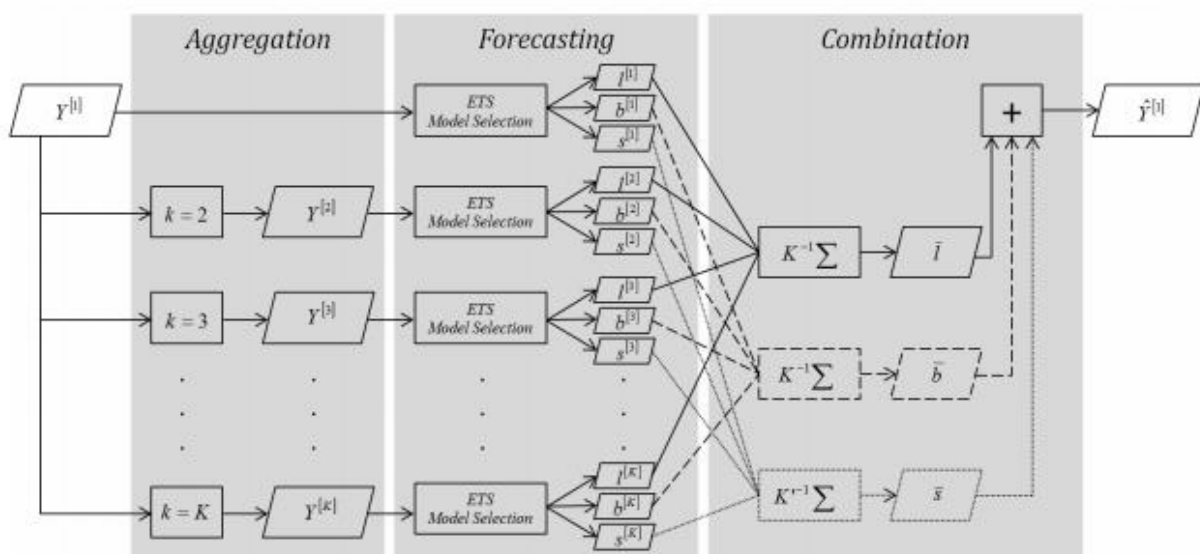 Aggregation
Forecasting
Combination
Y^[1]
ETS
Model Selection
l^[1]
b^[1]
s^[1]
+
Ŷ^[1]
k = 2
Y^[2]
ETS
Model Selection
l^[2]
b^[2]
s^[2]
K^-1 ∑
l̄
k = 3
Y^[3]
ETS
Model Selection
l^[3]
b^[3]
s^[3]
K^-1 ∑
b̄
. . . .
. . . .
. . . .
k = K
Y^[K]
ETS
Model Selection
l^[K]
b^[K]
s^[K]
K'^-1 ∑
s̄